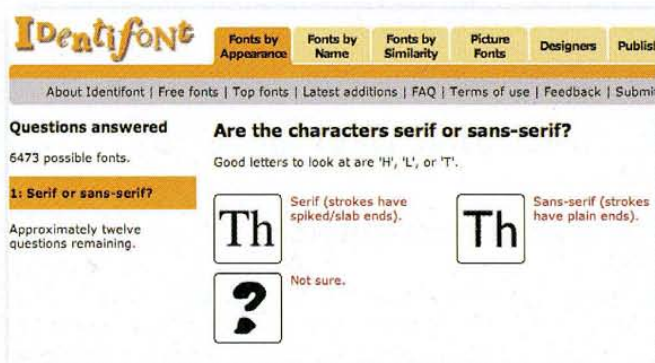 IDentifoNt
Fonts by Appearance
Fonts by Name
Fonts by Similarity
Picture Fonts
Designers
About Identifont | Free fonts | Top fonts | Latest additions | FAQ | Terms of use | Feedback |
Questions answered
6473 possible fonts.
1: Serif or sans-serif?
Approximately twelve
questions remaining.
Are the characters serif or sans-serif?
Good letters to look at are 'H', 'L', or 'T'.
Th
Serif (strokes have
spiked/slab ends).
Th
Sans-serif (strokes
have plain ends).
?
Not sure.